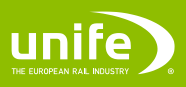 unife
THE EUROPEAN RAIL INDUSTRY ®